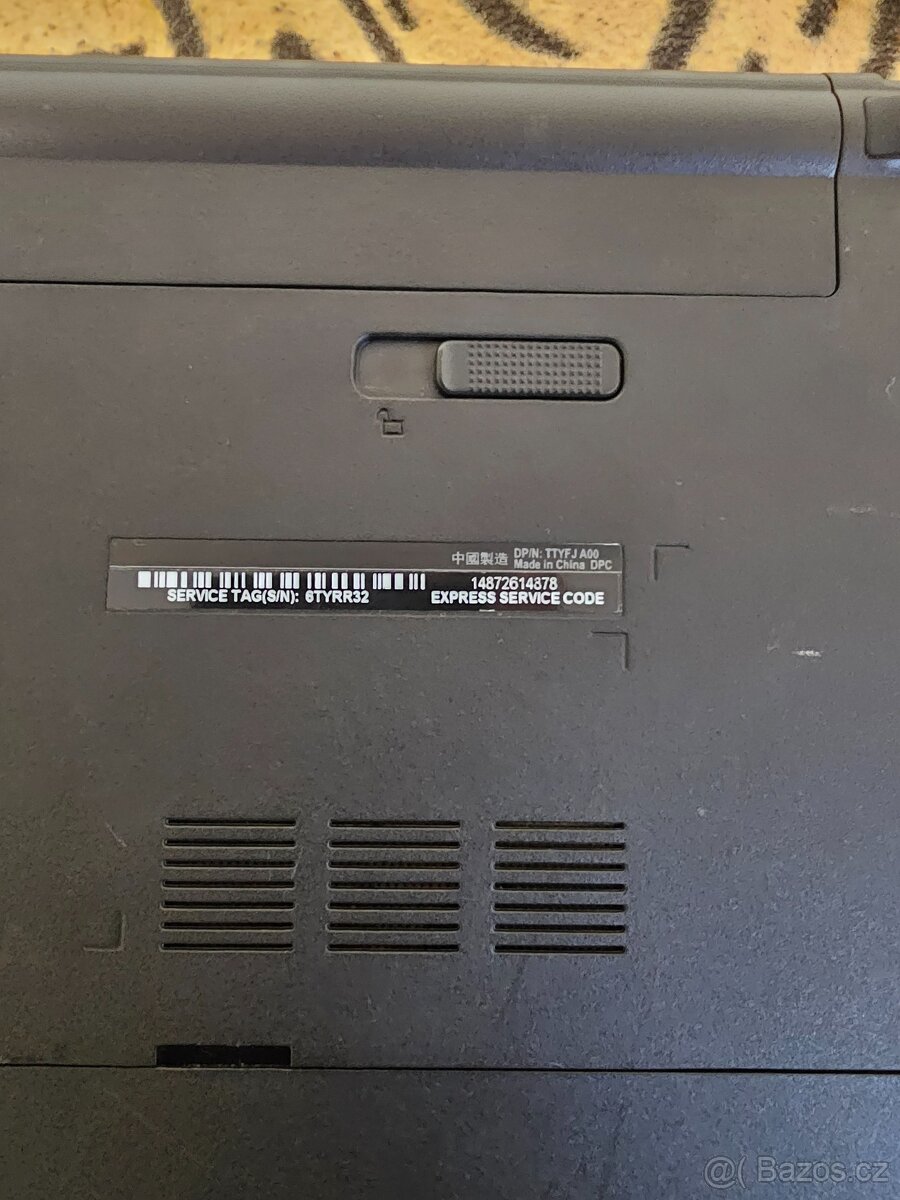 中國製造 DP/N: TTYFJ A00
Made in China DPC
14872614878
SERVICE TAG(S/N): 6TYRR32 EXPRESS SERVICE CODE
@( Bazos.cz